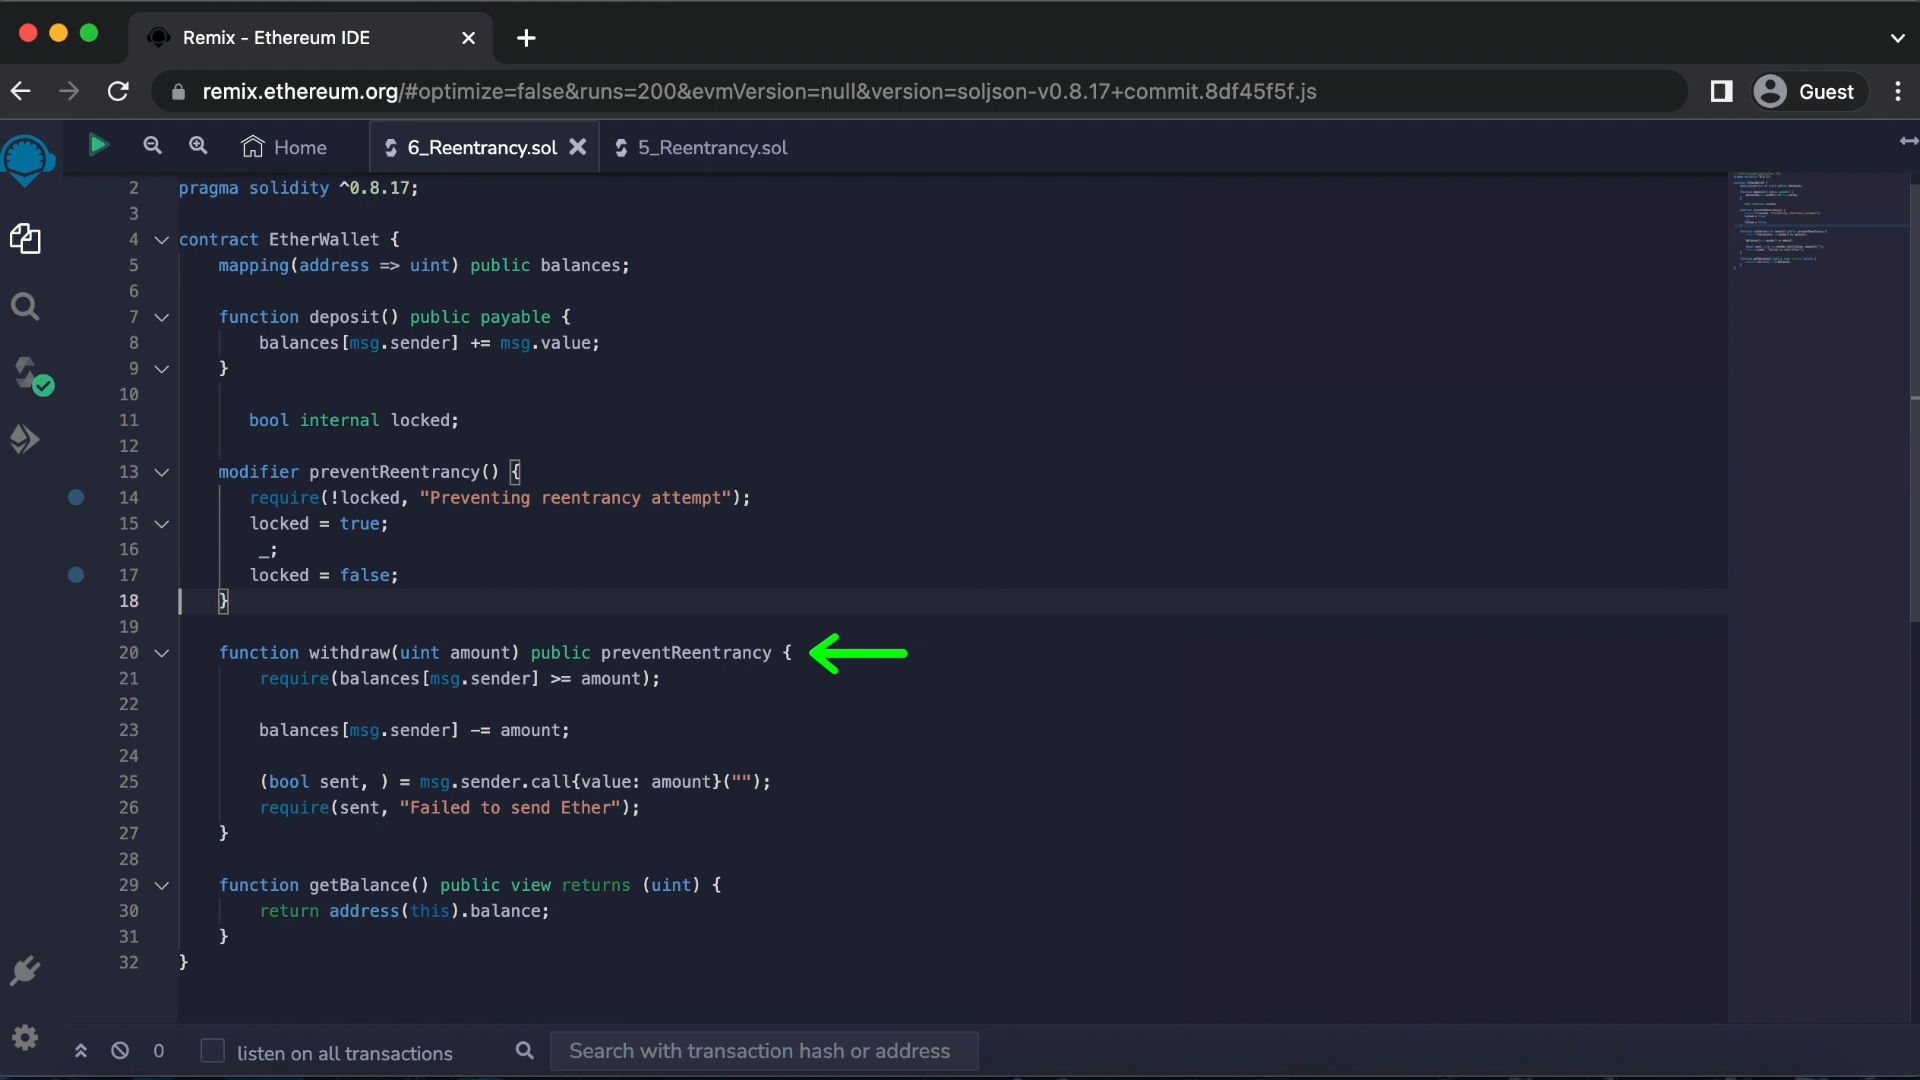 Remix - Ethereum IDE
remix.ethereum.org/#optimize=false&runs=200&evmVersion=null&version=soljson-v0.8.17+commit.8df45f5f.js
Guest
Home
6_Reentrancy.sol
5_Reentrancy.sol
2 pragma solidity ^0.8.17;
3
4 contract EtherWallet {
5 mapping(address => uint) public balances;
6
7 function deposit() public payable {
8 balances[msg.sender] += msg.value;
9 }
10
11 bool internal locked;
12
13 modifier preventReentrancy() {
14 require(!locked, "Preventing reentrancy attempt");
15 locked = true;
16 _;
17 locked = false;
18 }
19
20 function withdraw(uint amount) public preventReentrancy {
21 require(balances[msg.sender] >= amount);
22
23 balances[msg.sender] -= amount;
24
25 (bool sent, ) = msg.sender.call{value: amount}("");
26 require(sent, "Failed to send Ether");
27 }
28
29 function getBalance() public view returns (uint) {
30 return address(this).balance;
31 }
32 }
0
listen on all transactions
Search with transaction hash or address